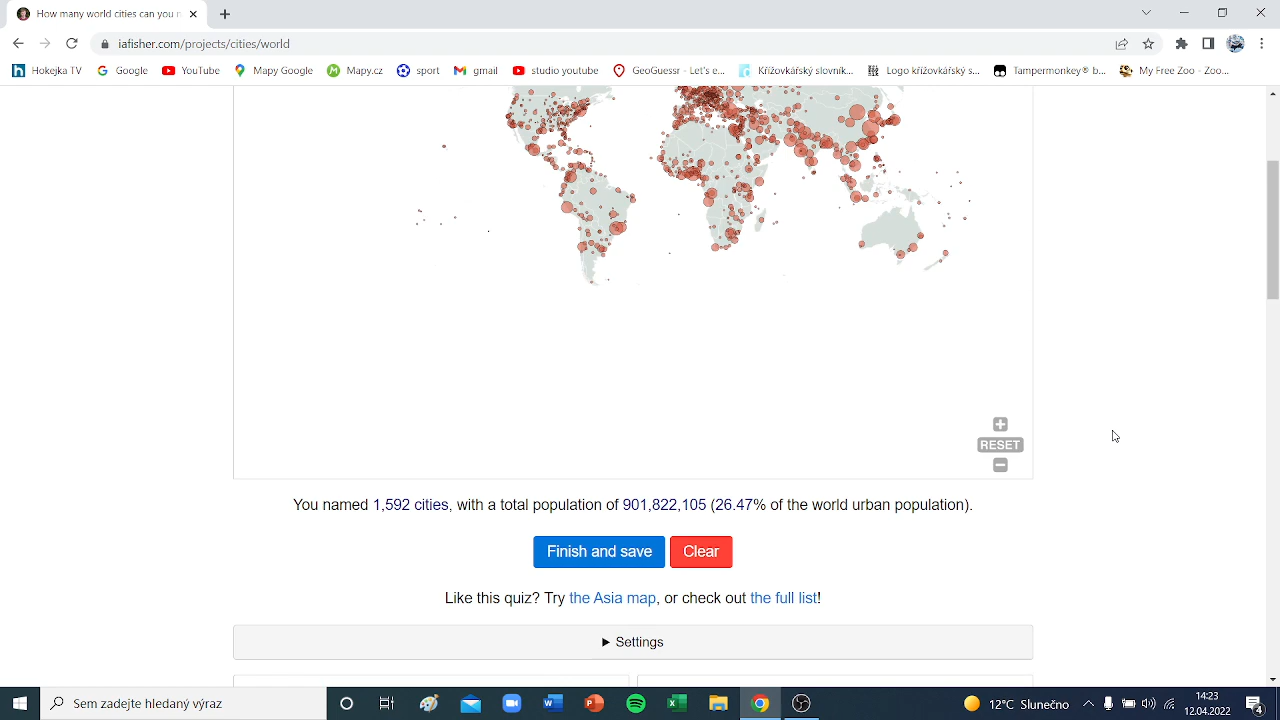 How many world cities can you n
iafisher.com/projects/cities/world
Hokejka TV Google YouTube Mapy Google Mapy.cz sport gmail studio youtube GeoGuessr - Let's e... Křížovkářský slovník... Logo křížovkářský s... Tampermonkey® b... My Free Zoo - Zoo...
RESET
You named 1,592 cities, with a total population of 901,822,105 (26.47% of the world urban population).
Finish and save Clear
Like this quiz? Try the Asia map, or check out the full list!
▶ Settings
Sem zadejte hledaný výraz
12°C Slunečno
14:23
12.04.2022
4